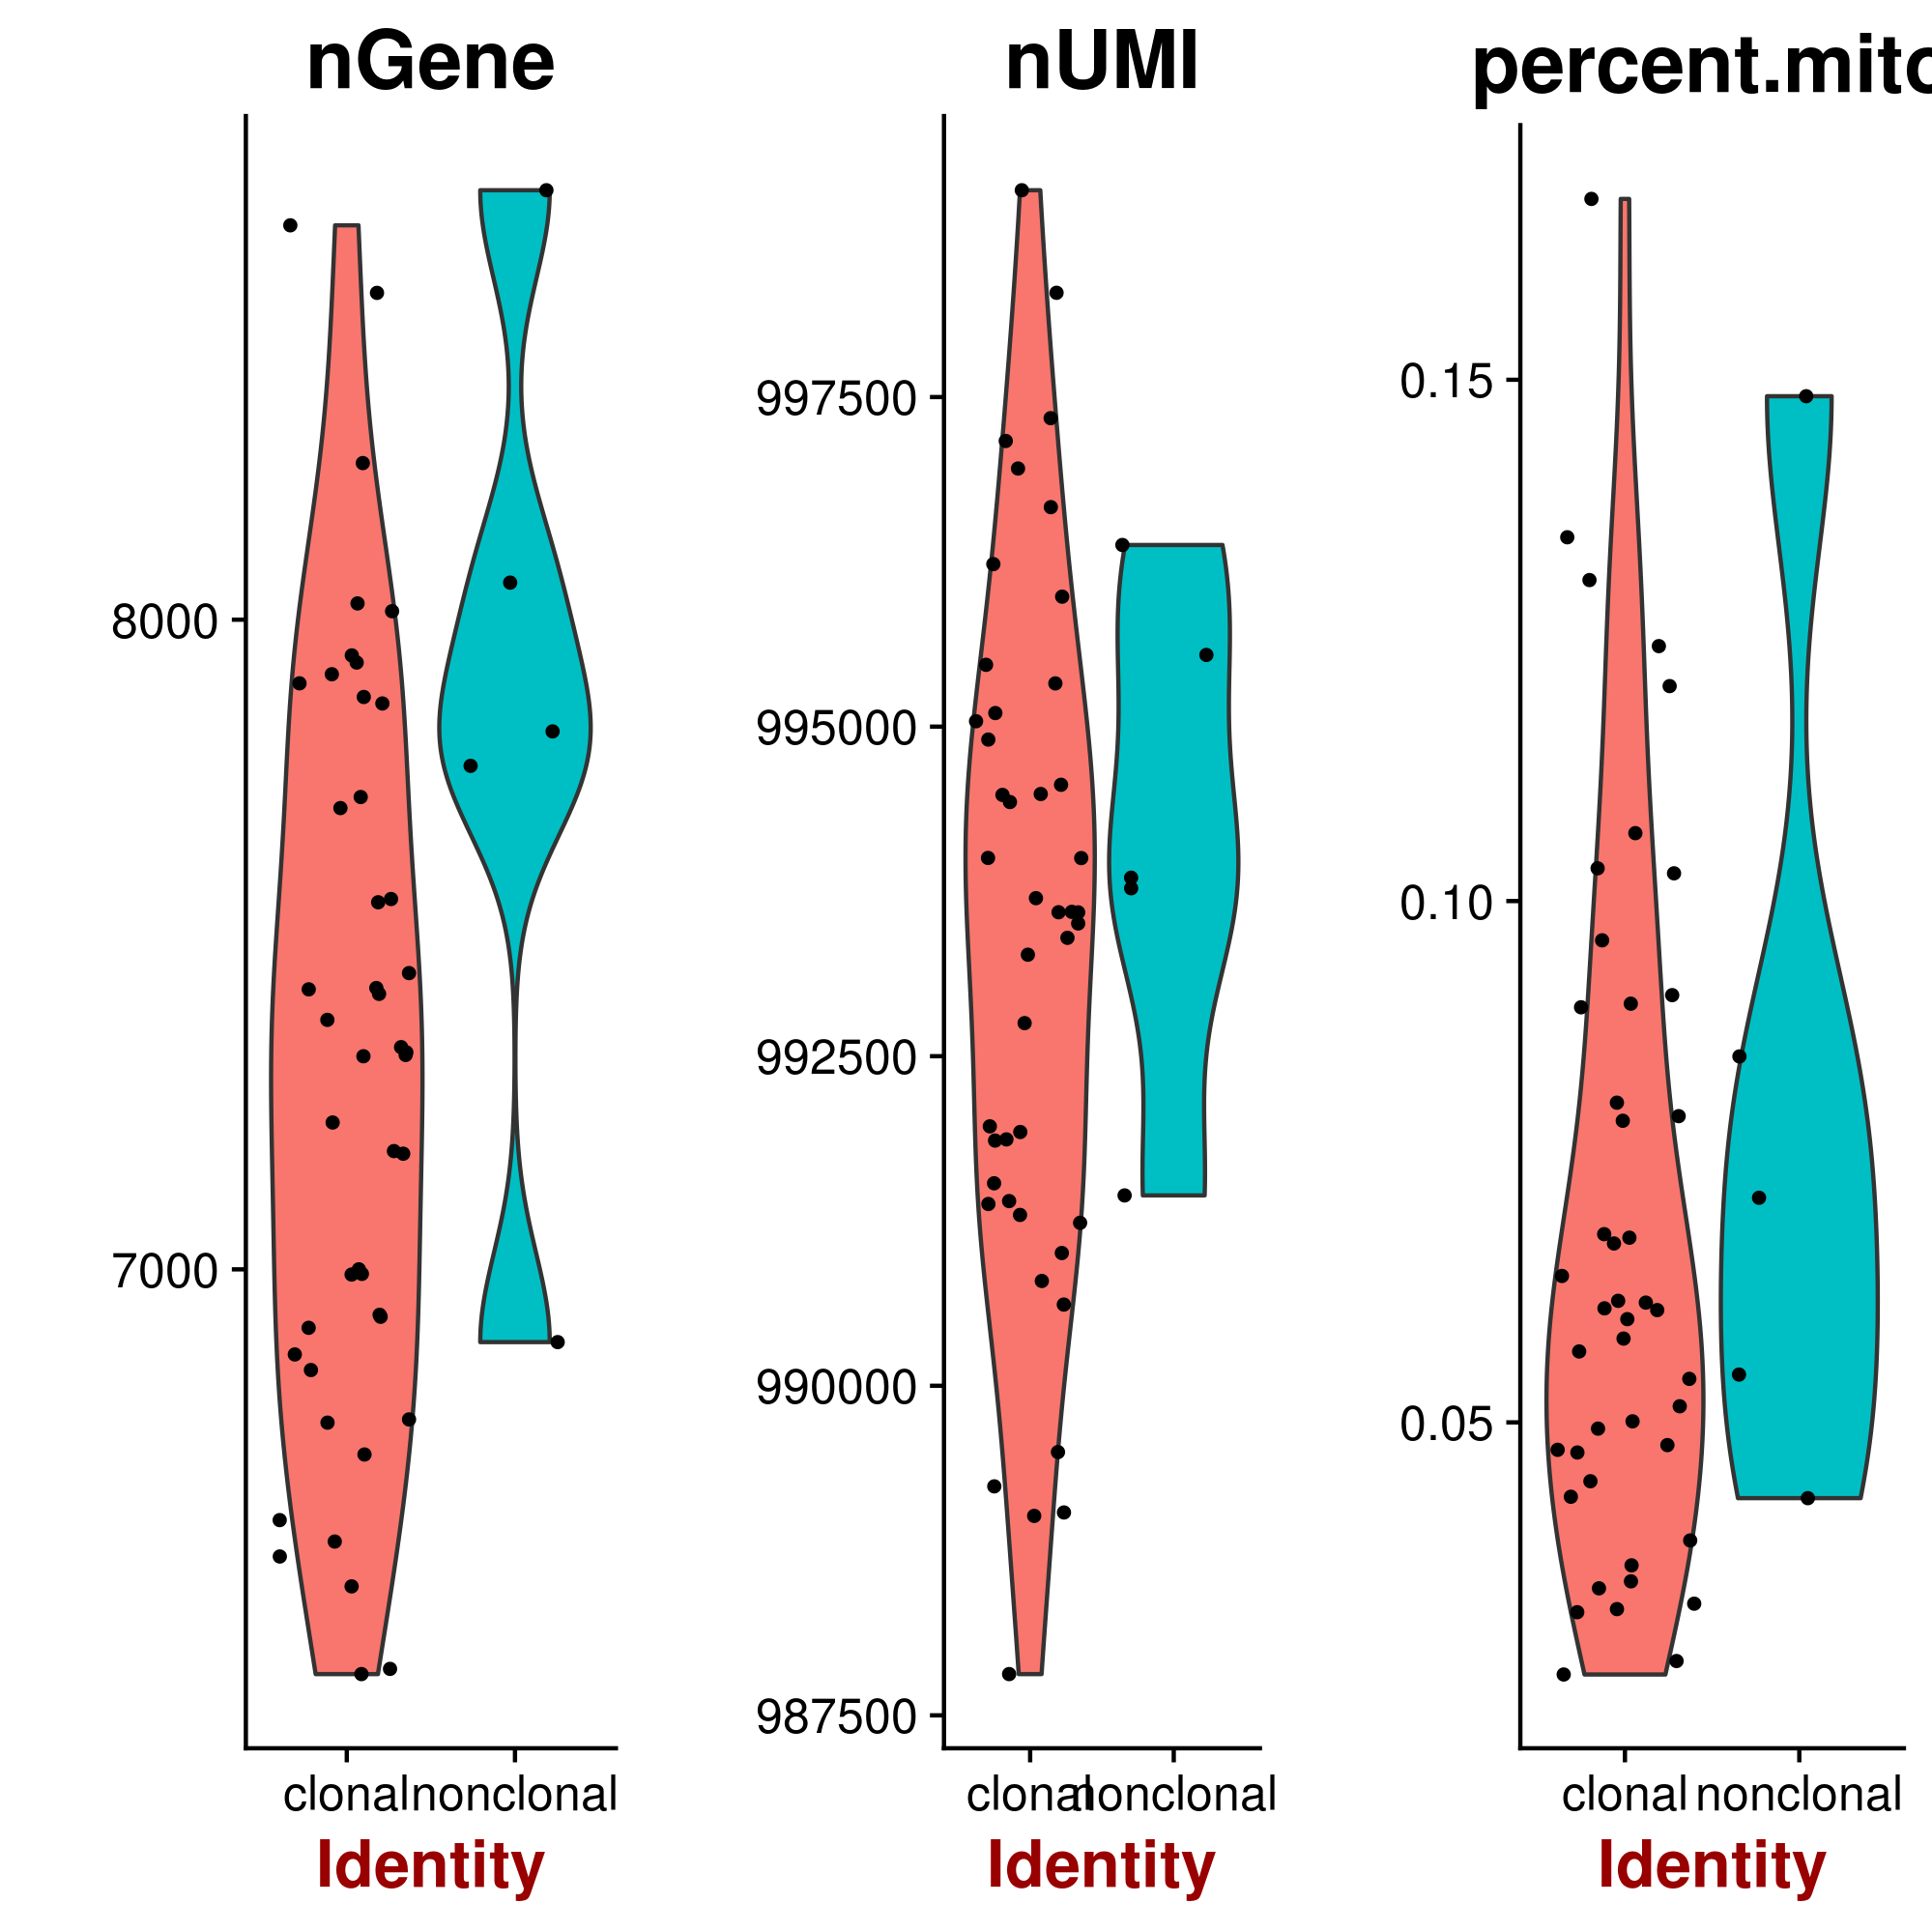 nGene
8000
7000
clonal nonclonal
Identity
nUMI
997500
995000
992500
990000
987500
clonal nonclonal
Identity
percent.mito
0.15
0.10
0.05
clonal nonclonal
Identity